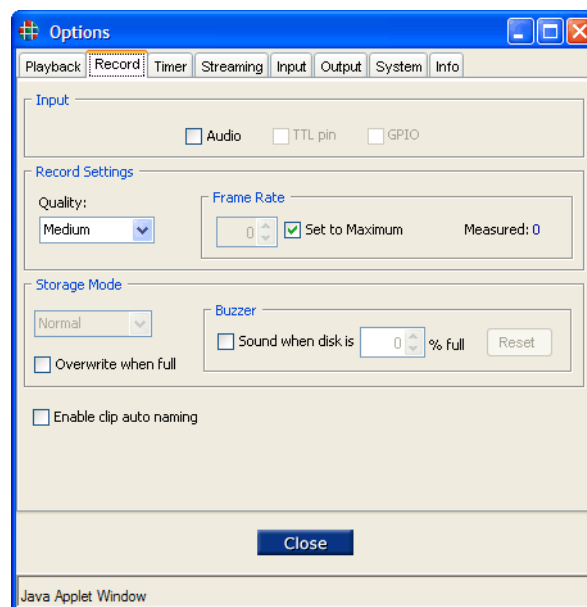 Options
Playback Record Timer Streaming Input Output System Info
Input
Audio TTL pin GPIO
Record Settings
Quality:
Medium
Frame Rate
0 Set to Maximum Measured: 0
Storage Mode
Normal
Overwrite when full
Buzzer
Sound when disk is 0 % full Reset
Enable clip auto naming
Close
Java Applet Window